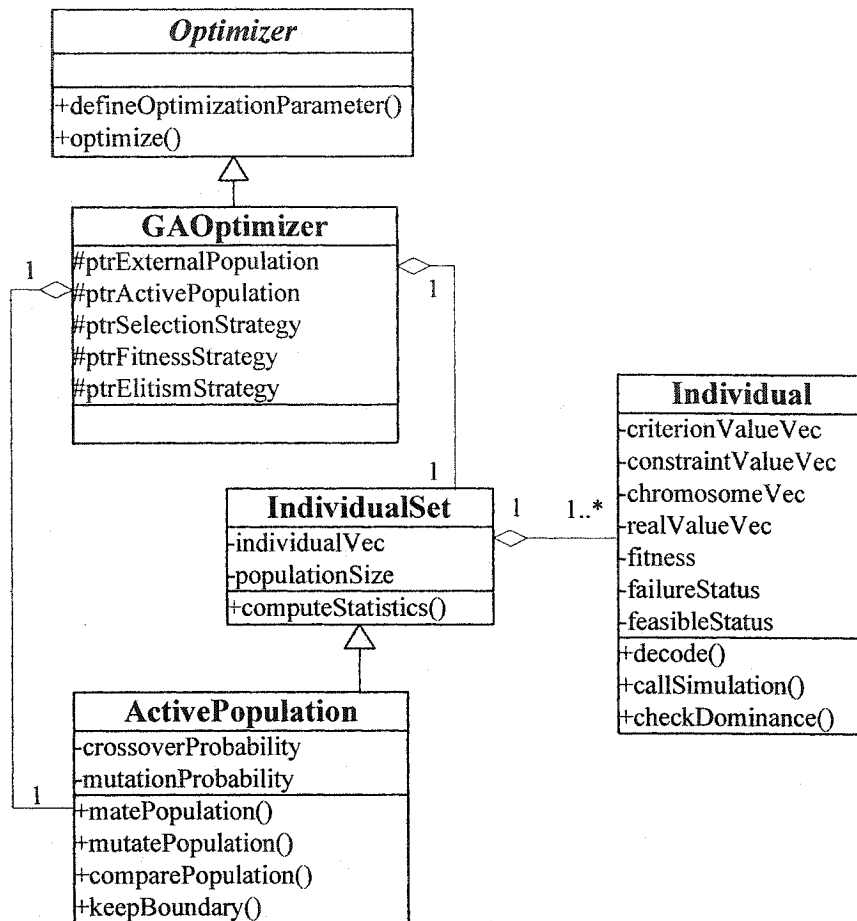 Optimizer
+defineOptimizationParameter()
+optimize()
GAOptimizer
#ptrExternalPopulation
#ptrActivePopulation
#ptrSelectionStrategy
#ptrFitnessStrategy
#ptrElitismStrategy
1
1
1
IndividualSet
-individualVec
-populationSize
+computeStatistics()
1
1..*
Individual
-criterionValueVec
-constraintValueVec
-chromosomeVec
-realValueVec
-fitness
-failureStatus
-feasibleStatus
+decode()
+callSimulation()
+checkDominance()
ActivePopulation
-crossoverProbability
-mutationProbability
1
+matePopulation()
+mutatePopulation()
+comparePopulation()
+keepBoundary()